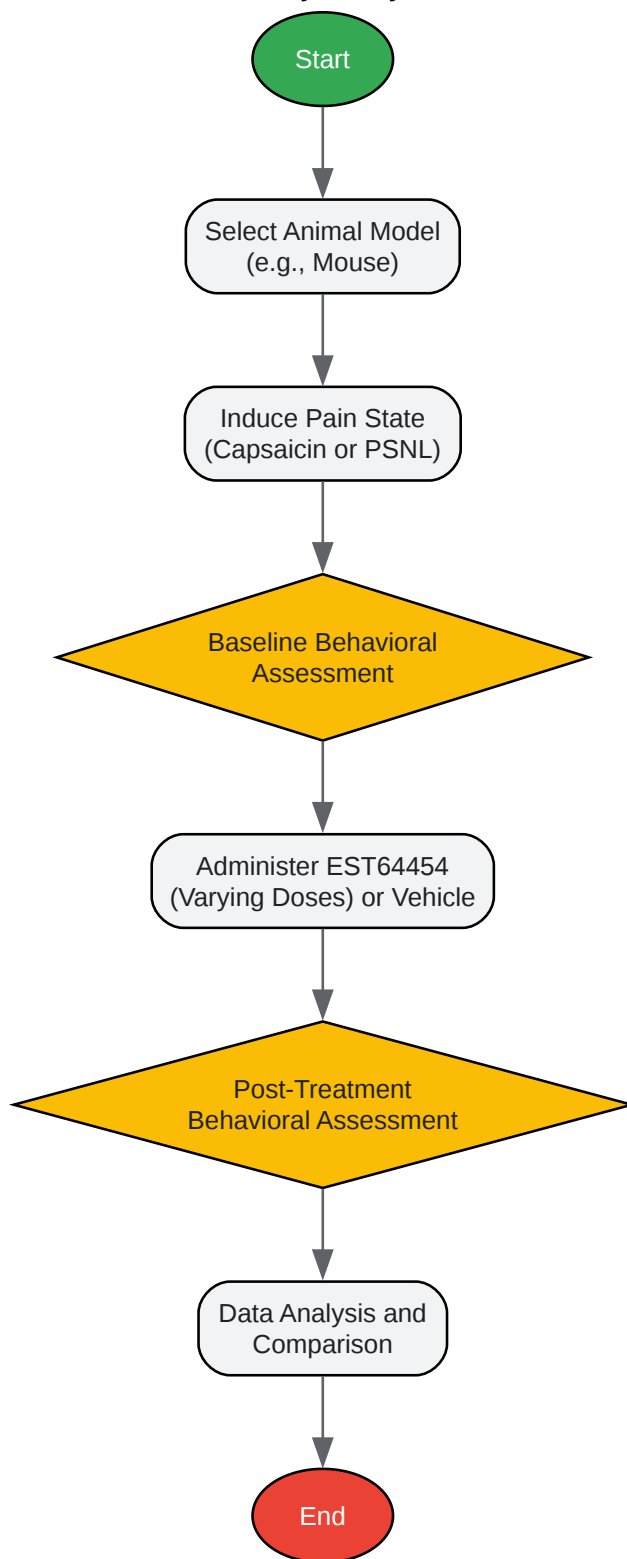 Start
Select Animal Model
(e.g., Mouse)
Induce Pain State
(Capsaicin or PSNL)
Baseline Behavioral
Assessment
Administer EST64454
(Varying Doses) or Vehicle
Post-Treatment
Behavioral Assessment
Data Analysis and
Comparison
End